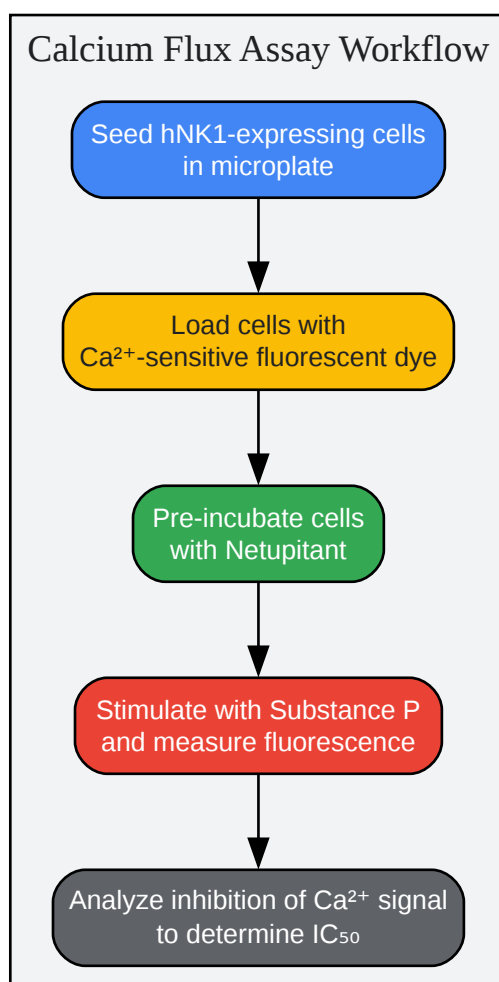 Calcium Flux Assay Workflow
Seed hNK1-expressing cells
in microplate
Load cells with
Ca²⁺-sensitive fluorescent dye
Pre-incubate cells
with Netupitant
Stimulate with Substance P
and measure fluorescence
Analyze inhibition of Ca²⁺ signal
to determine IC₅₀